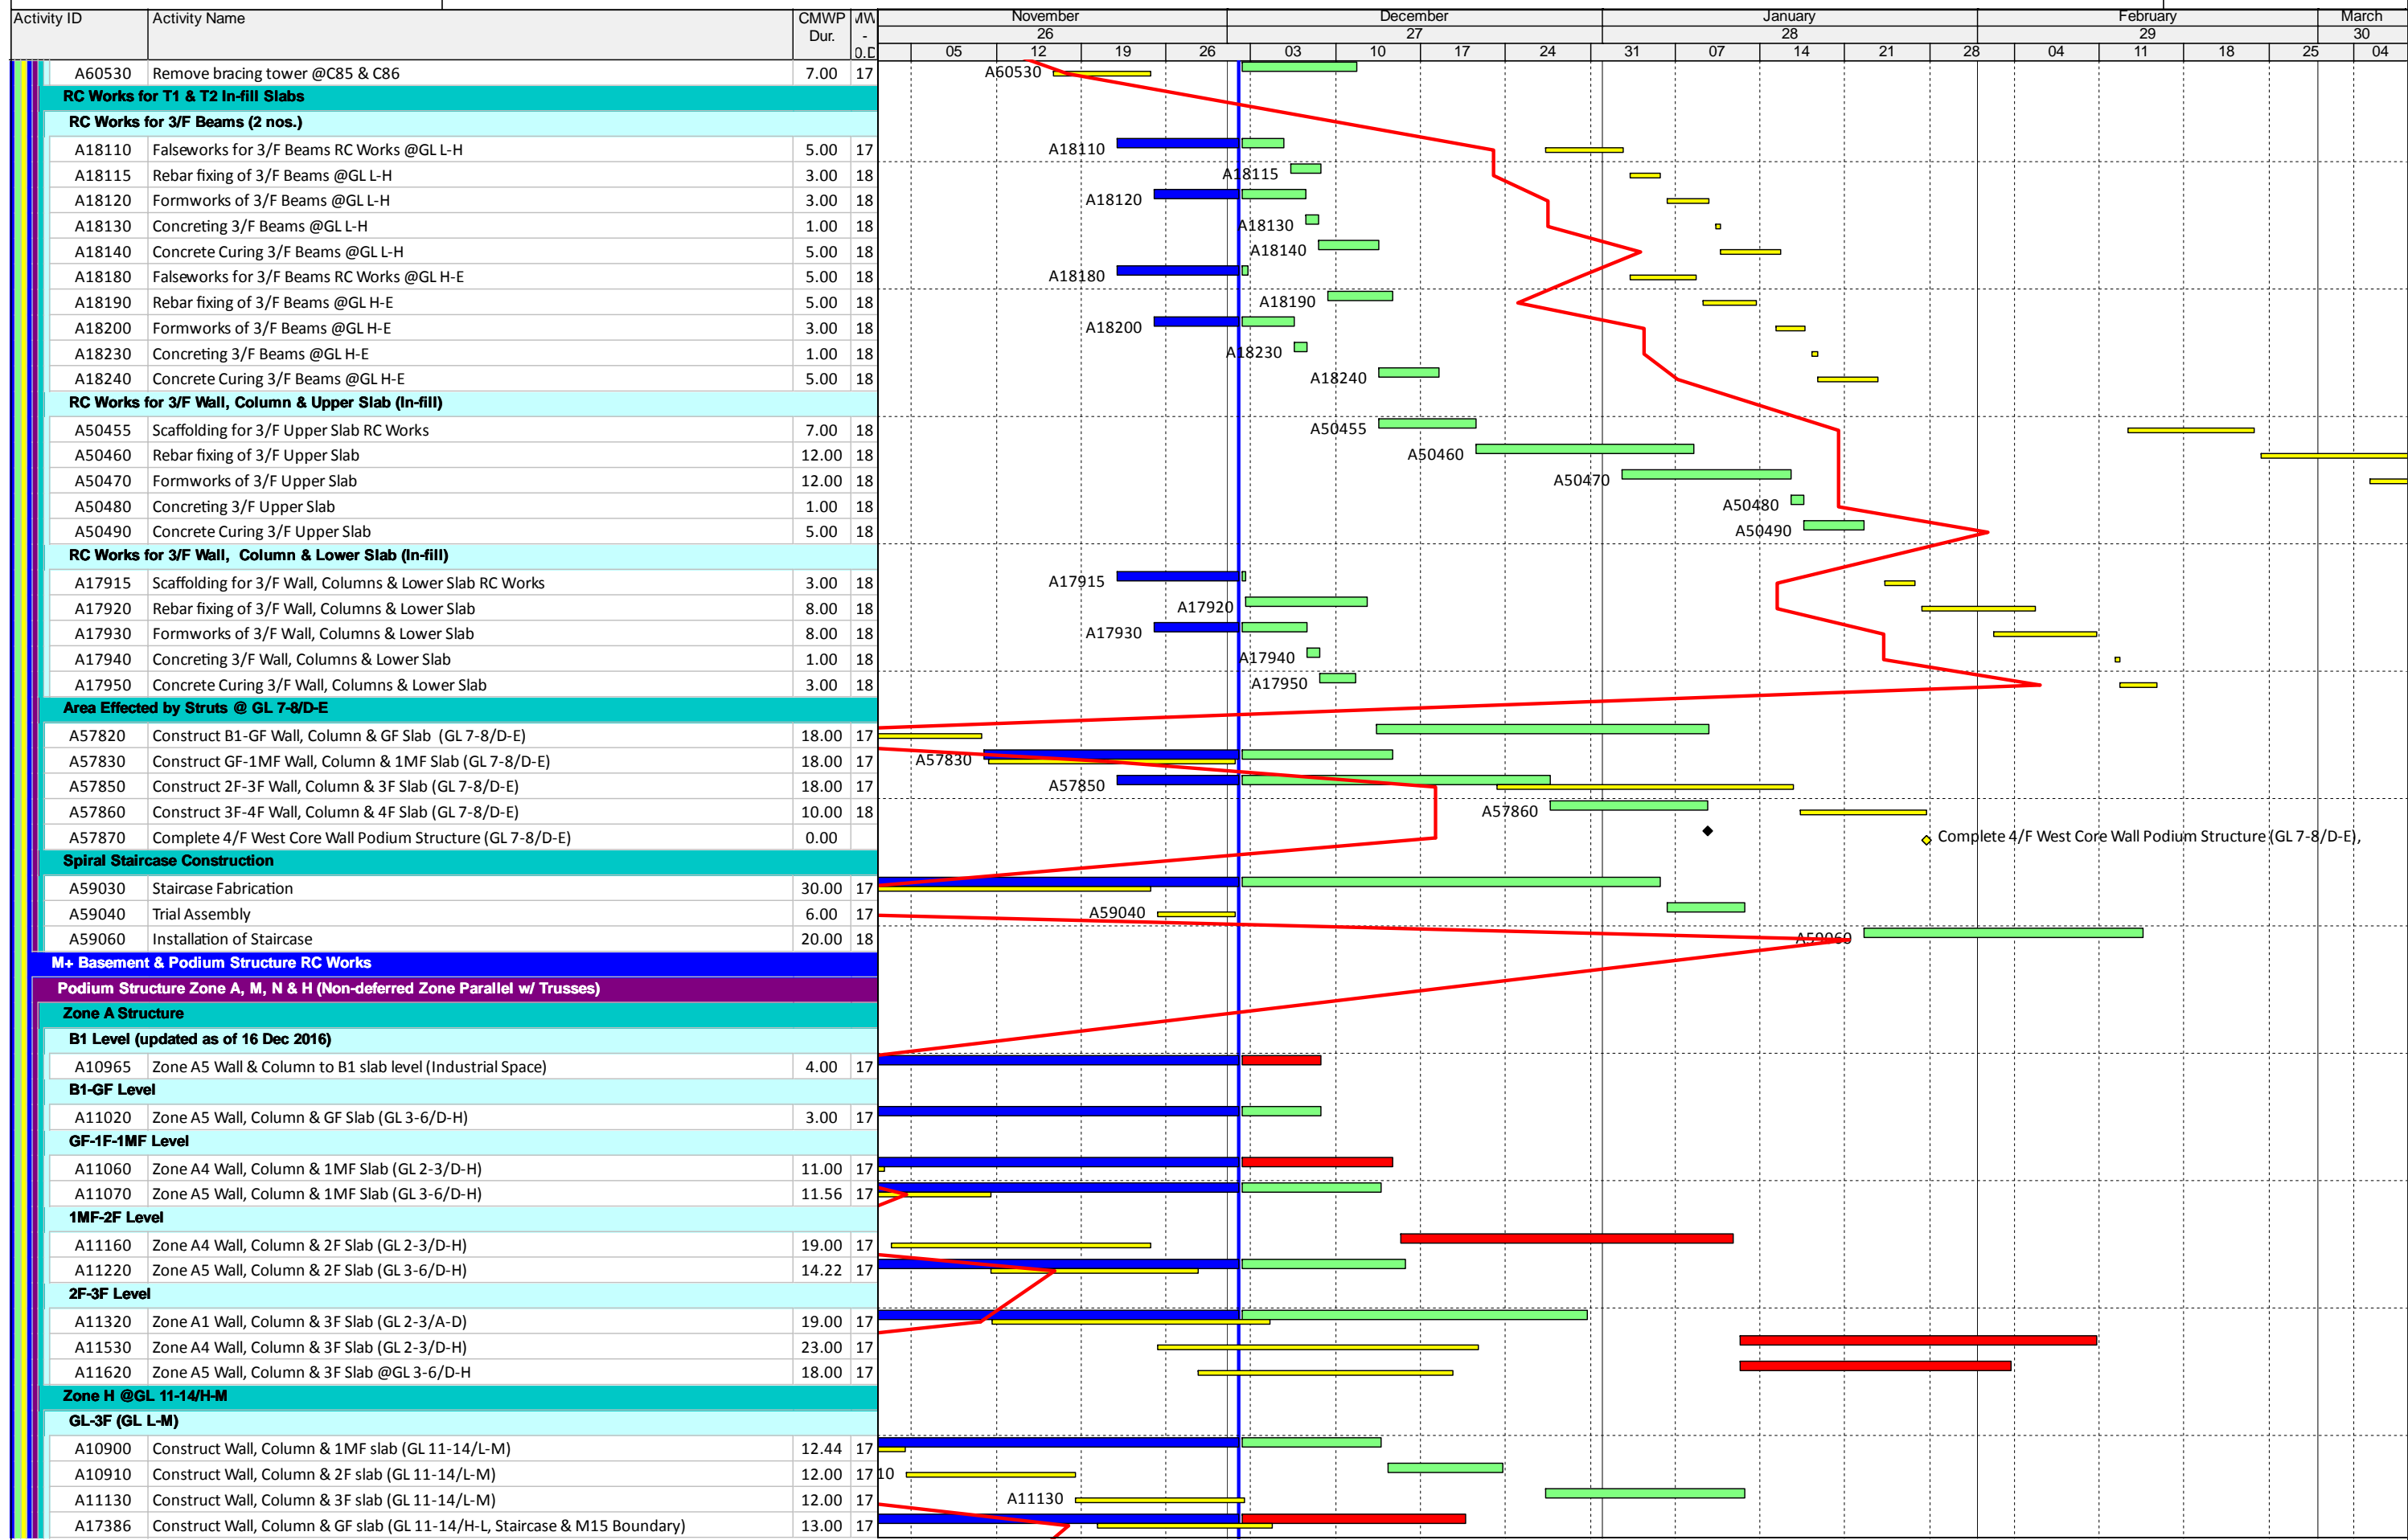 Activity ID Activity Name CMWP Dur. MW - 0.D November December January February March
26 27 28 29 30
05 12 19 26 03 10 17 24 31 07 14 21 28 04 11 18 25 04
A60530 Remove bracing tower @C85 & C86 7.00 17 A60530
RC Works for T1 & T2 In-fill Slabs
RC Works for 3/F Beams (2 nos.)
A18110 Falseworks for 3/F Beams RC Works @GL L-H 5.00 17 A18110
A18115 Rebar fixing of 3/F Beams @GL L-H 3.00 18 A18115
A18120 Formworks of 3/F Beams @GL L-H 3.00 18 A18120
A18130 Concreting 3/F Beams @GL L-H 1.00 18 A18130
A18140 Concrete Curing 3/F Beams @GL L-H 5.00 18 A18140
A18180 Falseworks for 3/F Beams RC Works @GL H-E 5.00 18 A18180
A18190 Rebar fixing of 3/F Beams @GL H-E 5.00 18 A18190
A18200 Formworks of 3/F Beams @GL H-E 3.00 18 A18200
A18230 Concreting 3/F Beams @GL H-E 1.00 18 A18230
A18240 Concrete Curing 3/F Beams @GL H-E 5.00 18 A18240
RC Works for 3/F Wall, Column & Upper Slab (In-fill)
A50455 Scaffolding for 3/F Upper Slab RC Works 7.00 18 A50455
A50460 Rebar fixing of 3/F Upper Slab 12.00 18 A50460
A50470 Formworks of 3/F Upper Slab 12.00 18 A50470
A50480 Concreting 3/F Upper Slab 1.00 18 A50480
A50490 Concrete Curing 3/F Upper Slab 5.00 18 A50490
RC Works for 3/F Wall, Column & Lower Slab (In-fill)
A17915 Scaffolding for 3/F Wall, Columns & Lower Slab RC Works 3.00 18 A17915
A17920 Rebar fixing of 3/F Wall, Columns & Lower Slab 8.00 18 A17920
A17930 Formworks of 3/F Wall, Columns & Lower Slab 8.00 18 A17930
A17940 Concreting 3/F Wall, Columns & Lower Slab 1.00 18 A17940
A17950 Concrete Curing 3/F Wall, Columns & Lower Slab 3.00 18 A17950
Area Effected by Struts @ GL 7-8/D-E
A57820 Construct B1-GF Wall, Column & GF Slab (GL 7-8/D-E) 18.00 17
A57830 Construct GF-1MF Wall, Column & 1MF Slab (GL 7-8/D-E) 18.00 17 A57830
A57850 Construct 2F-3F Wall, Column & 3F Slab (GL 7-8/D-E) 18.00 17 A57850
A57860 Construct 3F-4F Wall, Column & 4F Slab (GL 7-8/D-E) 10.00 18 A57860
A57870 Complete 4/F West Core Wall Podium Structure (GL 7-8/D-E) 0.00 Complete 4/F West Core Wall Podium Structure (GL 7-8/D-E),
Spiral Staircase Construction
A59030 Staircase Fabrication 30.00 17
A59040 Trial Assembly 6.00 17 A59040
A59060 Installation of Staircase 20.00 18 A59060
M+ Basement & Podium Structure RC Works
Podium Structure Zone A, M, N & H (Non-deferred Zone Parallel w/ Trusses)
Zone A Structure
B1 Level (updated as of 16 Dec 2016)
A10965 Zone A5 Wall & Column to B1 slab level (Industrial Space) 4.00 17
B1-GF Level
A11020 Zone A5 Wall, Column & GF Slab (GL 3-6/D-H) 3.00 17
GF-1F-1MF Level
A11060 Zone A4 Wall, Column & 1MF Slab (GL 2-3/D-H) 11.00 17
A11070 Zone A5 Wall, Column & 1MF Slab (GL 3-6/D-H) 11.56 17
1MF-2F Level
A11160 Zone A4 Wall, Column & 2F Slab (GL 2-3/D-H) 19.00 17
A11220 Zone A5 Wall, Column & 2F Slab (GL 3-6/D-H) 14.22 17
2F-3F Level
A11320 Zone A1 Wall, Column & 3F Slab (GL 2-3/A-D) 19.00 17
A11530 Zone A4 Wall, Column & 3F Slab (GL 2-3/D-H) 23.00 17
A11620 Zone A5 Wall, Column & 3F Slab @GL 3-6/D-H 18.00 17
Zone H @GL 11-14/H-M
GL-3F (GL L-M)
A10900 Construct Wall, Column & 1MF slab (GL 11-14/L-M) 12.44 17
A10910 Construct Wall, Column & 2F slab (GL 11-14/L-M) 12.00 17 10
A11130 Construct Wall, Column & 3F slab (GL 11-14/L-M) 12.00 17 A11130
A17386 Construct Wall, Column & GF slab (GL 11-14/H-L, Staircase & M15 Boundary) 13.00 17